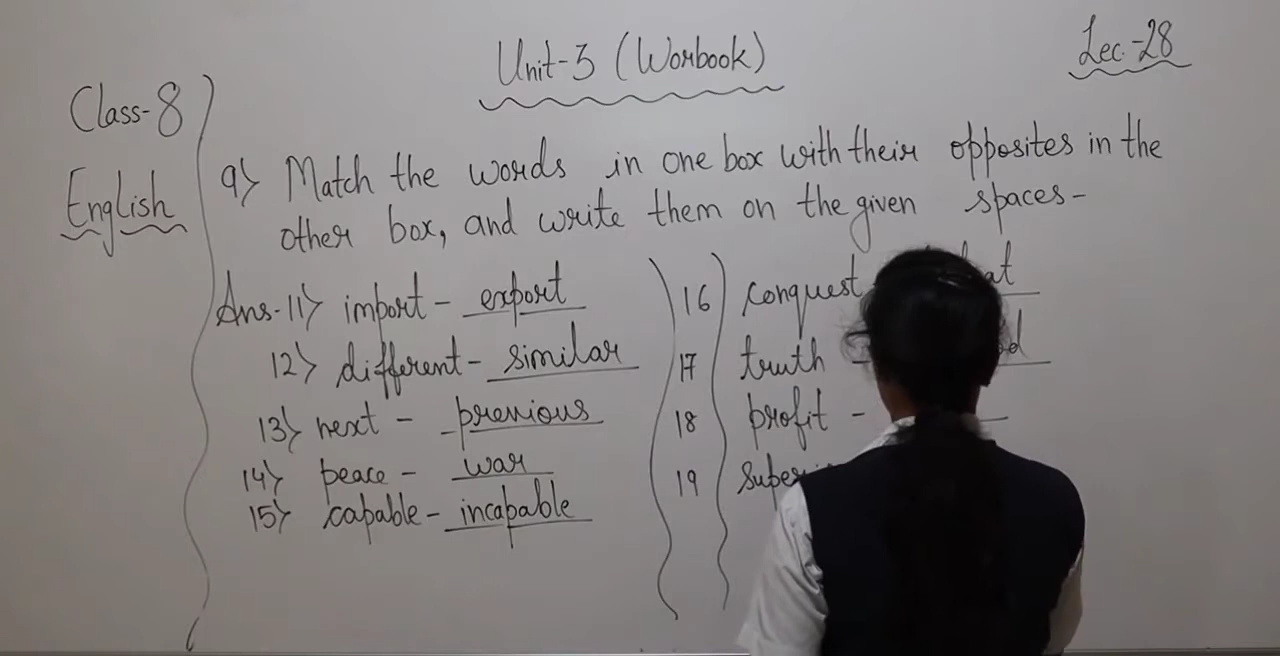 Unit-3 (Worbook)
Lec.-28
Class-8
English
9) Match the words in one box with their opposites in the
other box, and write them on the given spaces-
Ans-11) import - export
12) different - similar
13) next - previous
14) peace - war
15) capable - incapable
16 conquest
17 truth -
18 profit -
19